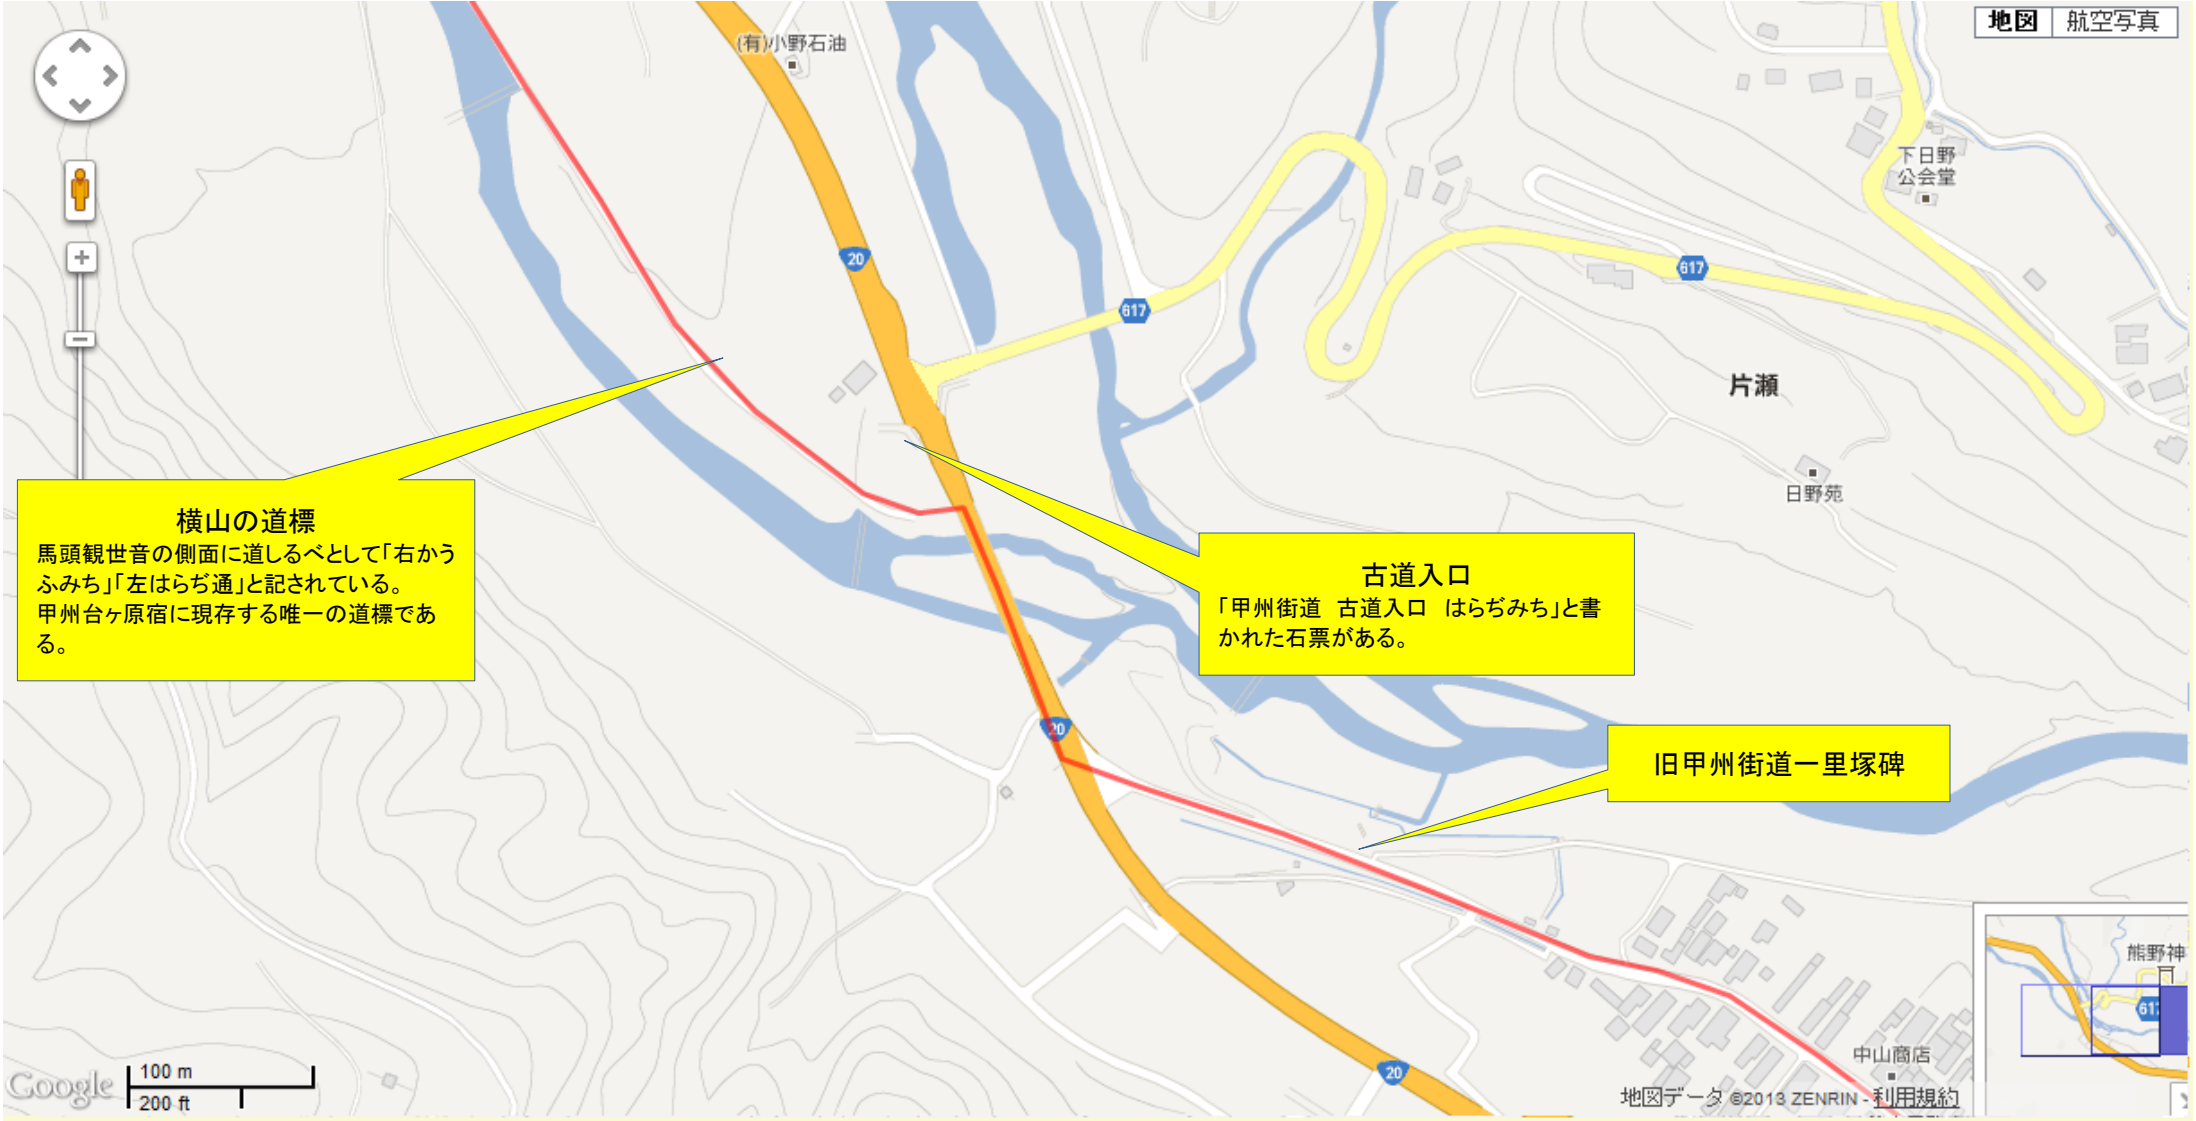 地図 航空写真
(有)小野石油
下日野
公会堂
20
617
617
片瀬
日野苑
横山の道標
馬頭観世音の側面に道しるべとして「右かう
ふみち」「左はらぢ通」と記されている。
甲州台ヶ原宿に現存する唯一の道標であ
る。
古道入口
「甲州街道　古道入口　はらぢみち」と書
かれた石票がある。
20
旧甲州街道一里塚碑
熊野神
617
中山商店
20
Google
100 m
200 ft
地図データ ©2013 ZENRIN - 利用規約